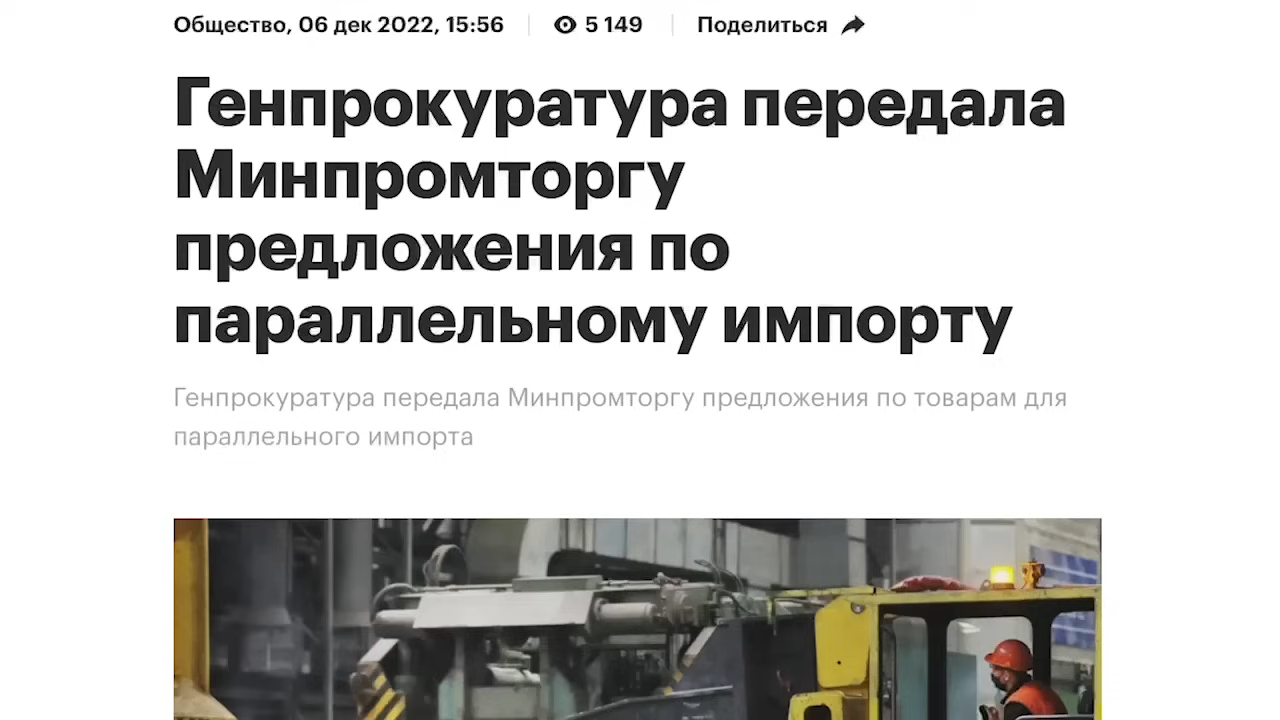 Общество, 06 дек 2022, 15:56 5 149 Поделиться
Генпрокуратура передала
Минпромторгу
предложения по
параллельному импорту
Генпрокуратура передала Минпромторгу предложения по товарам для
параллельного импорта